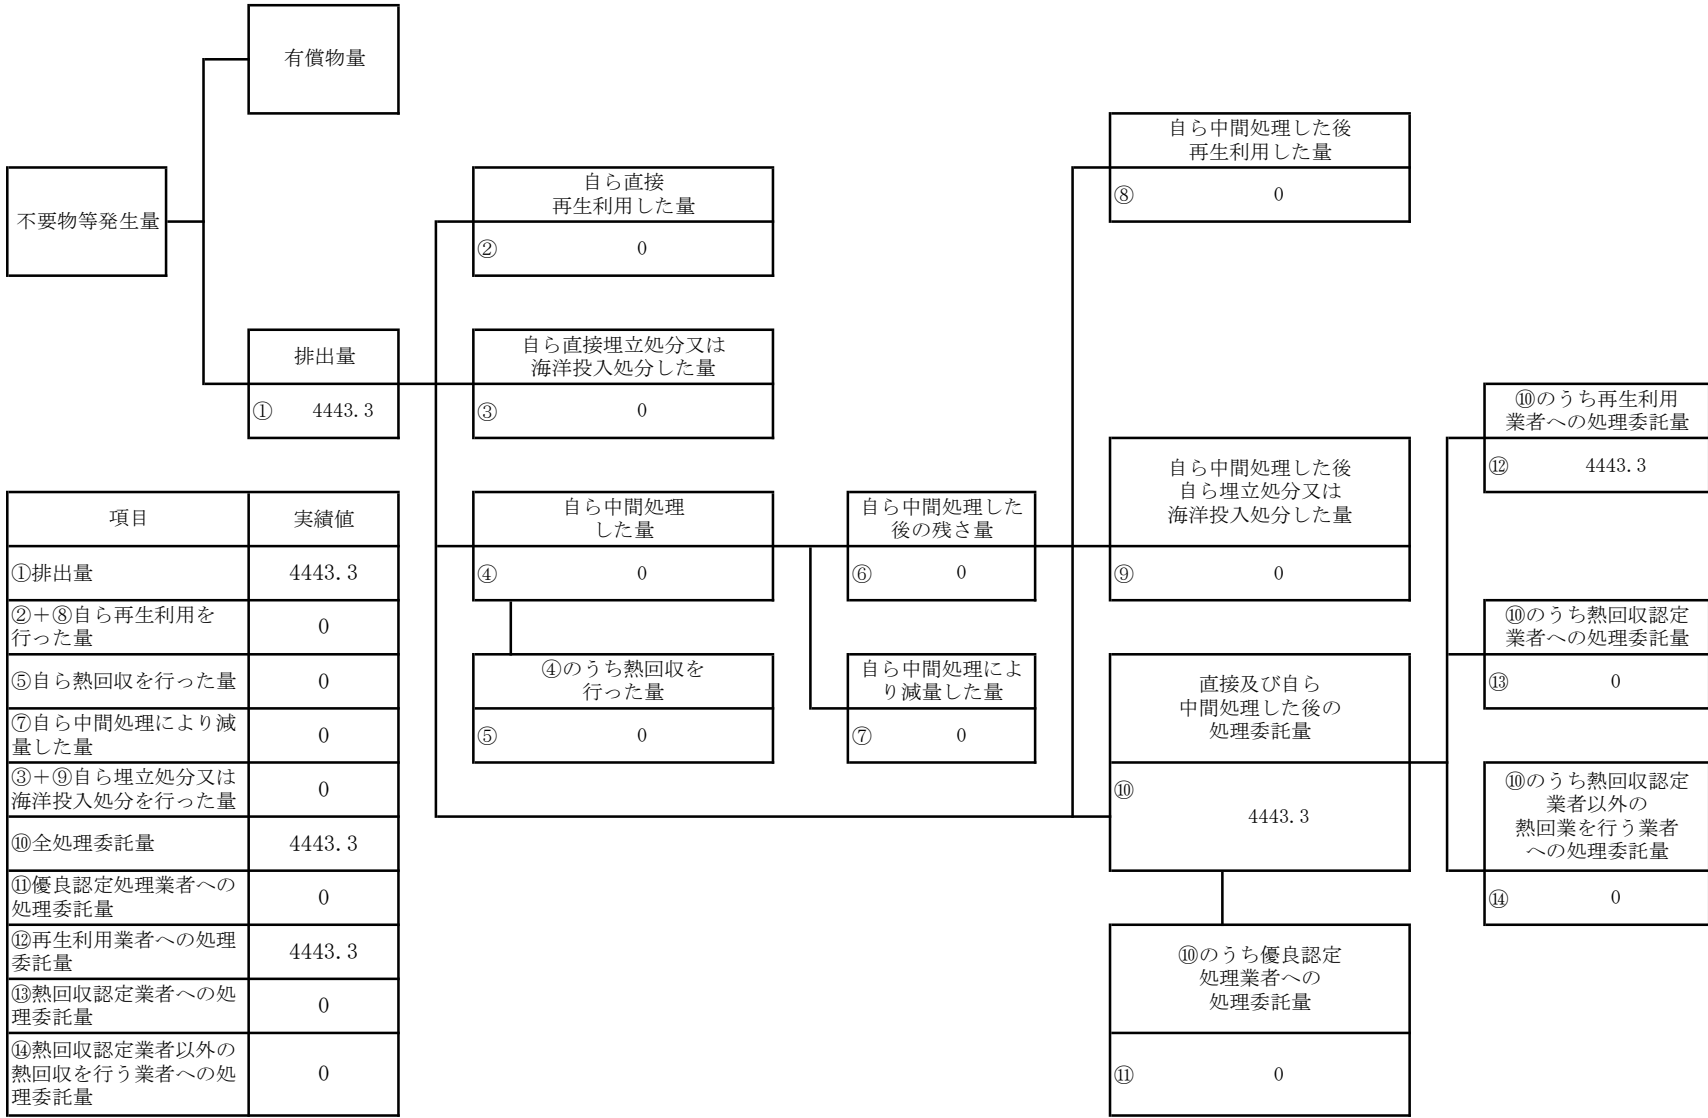 有償物量
不要物等発生量
排出量
① 4443.3
自ら直接
再生利用した量
② 0
自ら直接埋立処分又は
海洋投入処分した量
③ 0
自ら中間処理
した量
④ 0
④のうち熱回収を
行った量
⑤ 0
自ら中間処理した
後の残さ量
⑥ 0
自ら中間処理によ
り減量した量
⑦ 0
自ら中間処理した後
再生利用した量
⑧ 0
自ら中間処理した後
自ら埋立処分又は
海洋投入処分した量
⑨ 0
直接及び自ら
中間処理した後の
処理委託量
⑩
4443.3
⑩のうち優良認定
処理業者への
処理委託量
⑪ 0
⑩のうち再生利用
業者への処理委託量
⑫ 4443.3
⑩のうち熱回収認定
業者への処理委託量
⑬ 0
⑩のうち熱回収認定
業者以外の
熱回業を行う業者
への処理委託量
⑭ 0
項目 実績値
①排出量 4443.3
②＋⑧自ら再生利用を
行った量 0
⑤自ら熱回収を行った量 0
⑦自ら中間処理により減
量した量 0
③＋⑨自ら埋立処分又は
海洋投入処分を行った量 0
⑩全処理委託量 4443.3
⑪優良認定処理業者への
処理委託量 0
⑫再生利用業者への処理
委託量 4443.3
⑬熱回収認定業者への処
理委託量 0
⑭熱回収認定業者以外の
熱回収を行う業者への処 0
理委託量